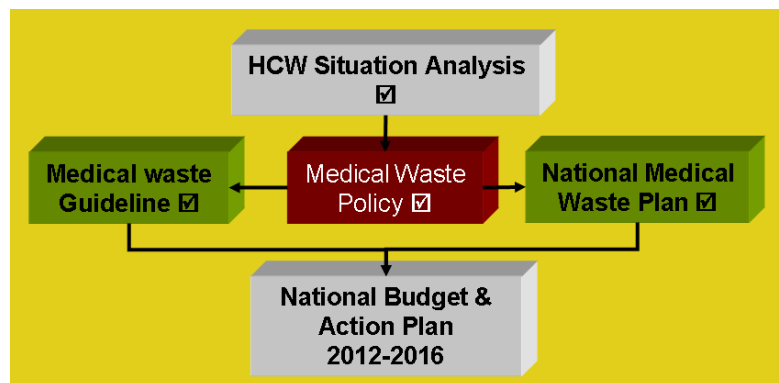 HCW Situation Analysis
☑
Medical waste
Guideline ☑
Medical Waste
Policy ☑
National Medical
Waste Plan ☑
National Budget &
Action Plan
2012-2016